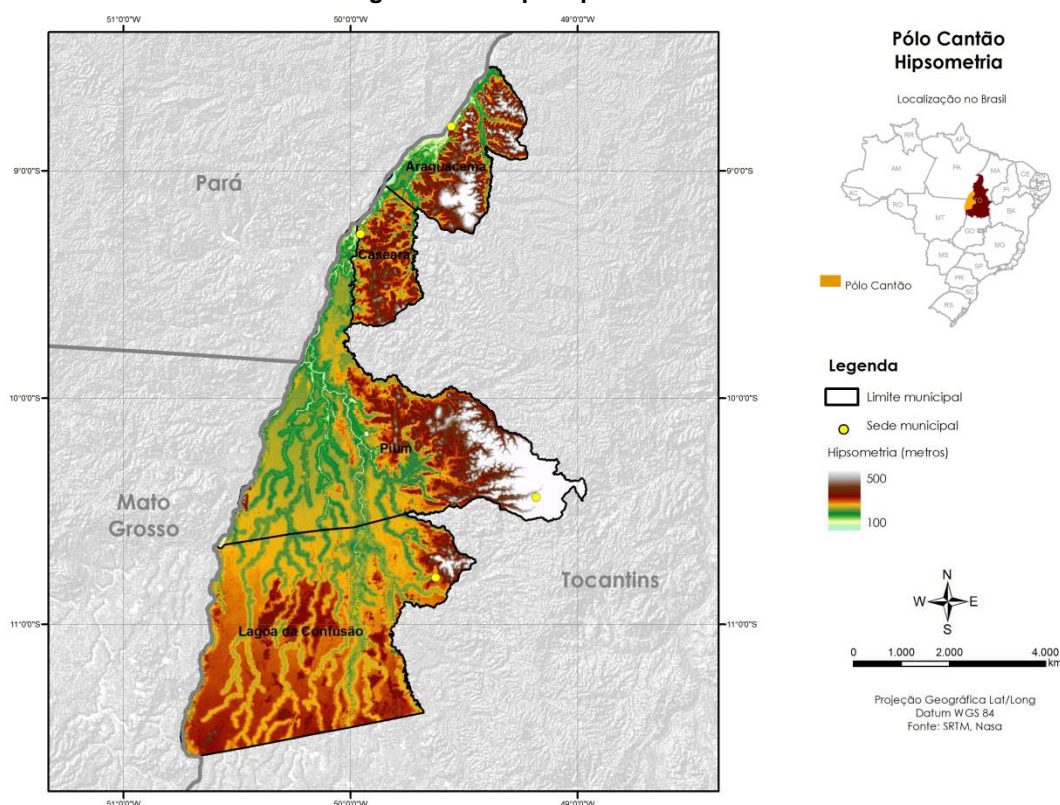 51°0'0"W 50°0'0"W 49°0'0"W
9°0'0"S 9°0'0"S
10°0'0"S 10°0'0"S
11°0'0"S 11°0'0"S
Pará
Araguacema
Caseara
Pium
Mato
Grosso
Tocantins
Lagoa da Confusão
51°0'0"W 50°0'0"W 49°0'0"W
Pólo Cantão
Hipsometria
Localização no Brasil
RR
AP
AM
PA
MA
CE
PI
AC
RO
TO
MT
BA
GO
MG
MS
SP
PR
SC
RS
Pólo Cantão
Legenda
Limite municipal
Sede municipal
Hipsometria (metros)
500
100
N
W E
S
0 1.000 2.000 4.000
km
Projeção Geográfica Lat/Long
Datum WGS 84
Fonte: SRTM, Nasa